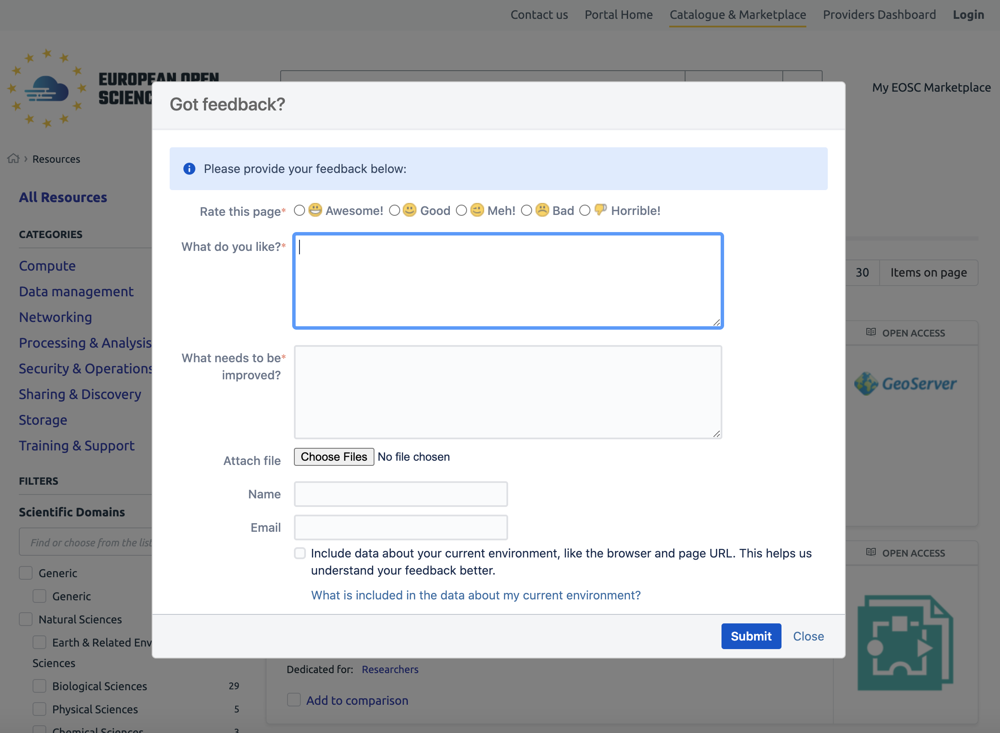 Contact us Portal Home Catalogue & Marketplace Providers Dashboard Login
EUROPEAN OPEN
My EOSC Marketplace
Resources
All Resources
CATEGORIES
Compute
Data management
Networking
Processing & Analysis
Security & Operations
Sharing & Discovery
Storage
Training & Support
FILTERS
Scientific Domains
Find or choose from the list
Generic
Generic
Natural Sciences
Earth & Related Env
Sciences
Biological Sciences 29
Physical Sciences 5
Chemical Sciences 3
Got feedback?
Please provide your feedback below:
Rate this page* Awesome! Good Meh! Bad Horrible!
What do you like?*
What needs to be*
improved?
Attach file Choose Files No file chosen
Name
Email
Include data about your current environment, like the browser and page URL. This helps us
understand your feedback better.
What is included in the data about my current environment?
Submit Close
30 Items on page
OPEN ACCESS
GeoServer
OPEN ACCESS
Dedicated for: Researchers
Add to comparison